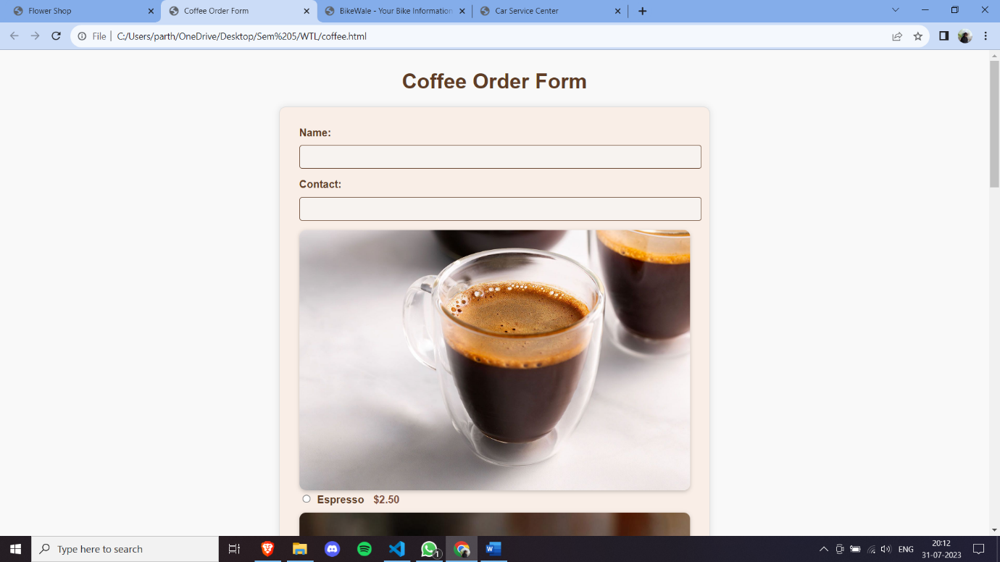 Flower Shop
Coffee Order Form
BikeWale - Your Bike Information
Car Service Center
File
C:/Users/parth/OneDrive/Desktop/Sem%205/WTL/coffee.html
Coffee Order Form
Name:
Contact:
Espresso $2.50
Type here to search
1
ENG
20:12
31-07-2023